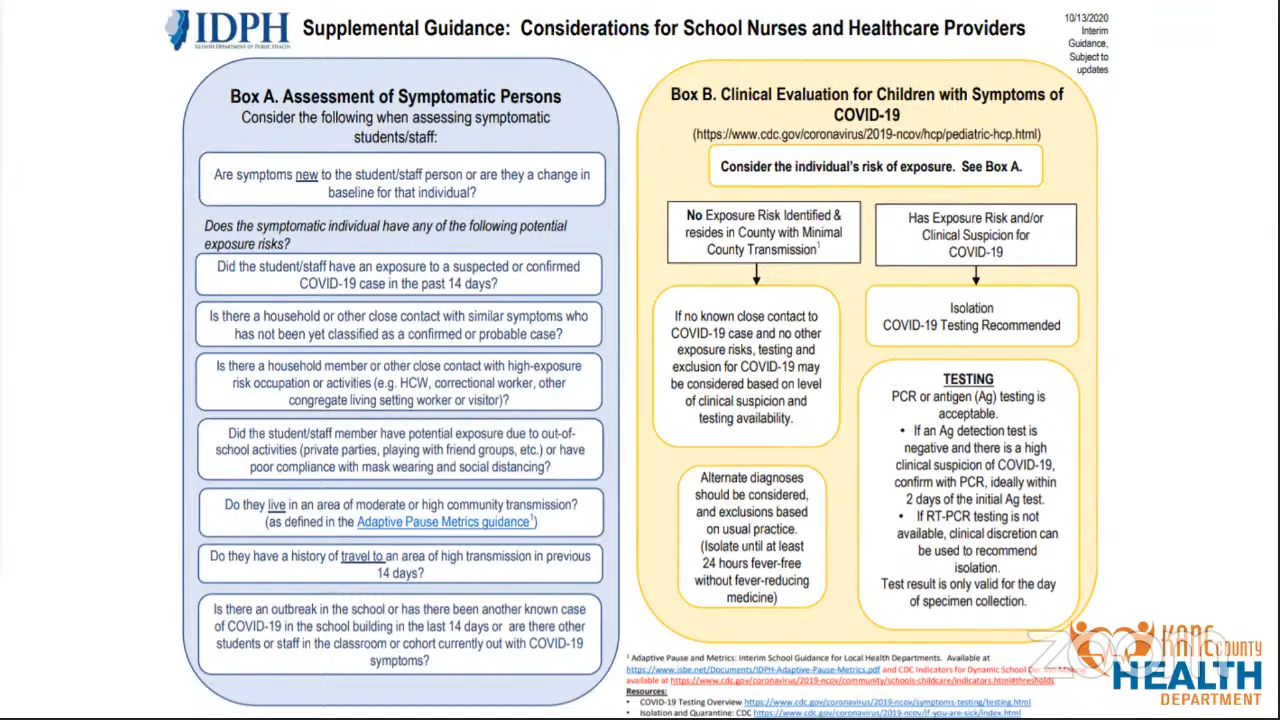 IDPH
ILLINOIS DEPARTMENT OF PUBLIC HEALTH
Supplemental Guidance: Considerations for School Nurses and Healthcare Providers
10/13/2020
Interim
Guidance,
Subject to
updates
Box A. Assessment of Symptomatic Persons
Consider the following when assessing symptomatic
students/staff:
Are symptoms new to the student/staff person or are they a change in
baseline for that individual?
Does the symptomatic individual have any of the following potential
exposure risks?
Did the student/staff have an exposure to a suspected or confirmed
COVID-19 case in the past 14 days?
Is there a household or other close contact with similar symptoms who
has not been yet classified as a confirmed or probable case?
Is there a household member or other close contact with high-exposure
risk occupation or activities (e.g. HCW, correctional worker, other
congregate living setting worker or visitor)?
Did the student/staff member have potential exposure due to out-of-
school activities (private parties, playing with friend groups, etc.) or have
poor compliance with mask wearing and social distancing?
Do they live in an area of moderate or high community transmission?
(as defined in the Adaptive Pause Metrics guidance¹)
Do they have a history of travel to an area of high transmission in previous
14 days?
Is there an outbreak in the school or has there been another known case
of COVID-19 in the school building in the last 14 days or are there other
students or staff in the classroom or cohort currently out with COVID-19
symptoms?
Box B. Clinical Evaluation for Children with Symptoms of
COVID-19
(https://www.cdc.gov/coronavirus/2019-ncov/hcp/pediatric-hcp.html)
Consider the individual's risk of exposure. See Box A.
No Exposure Risk Identified &
resides in County with Minimal
County Transmission¹
If no known close contact to
COVID-19 case and no other
exposure risks, testing and
exclusion for COVID-19 may
be considered based on level
of clinical suspicion and
testing availability.
Alternate diagnoses
should be considered,
and exclusions based
on usual practice.
(Isolate until at least
24 hours fever-free
without fever-reducing
medicine)
Has Exposure Risk and/or
Clinical Suspicion for
COVID-19
Isolation
COVID-19 Testing Recommended
TESTING
PCR or antigen (Ag) testing is
acceptable.
• If an Ag detection test is
negative and there is a high
clinical suspicion of COVID-19,
confirm with PCR, ideally within
2 days of the initial Ag test.
• If RT-PCR testing is not
available, clinical discretion can
be used to recommend
isolation.
Test result is only valid for the day
of specimen collection.
¹ Adaptive Pause and Metrics: Interim School Guidance for Local Health Departments. Available at
https://www.isbe.net/Documents/IDPH-Adaptive-Pause-Metrics.pdf and CDC Indicators for Dynamic School
available at https://www.cdc.gov/coronavirus/2019-ncov/community/schools-childcare/indicators.html#thresholds
Resources:
• COVID-19 Testing Overview https://www.cdc.gov/coronavirus/2019-ncov/symptoms-testing/testing.html
• Isolation and Quarantine: CDC https://www.cdc.gov/coronavirus/2019-ncov/if-you-are-sick/index.html
zoom
KANE COUNTY
HEALTH
DEPARTMENT